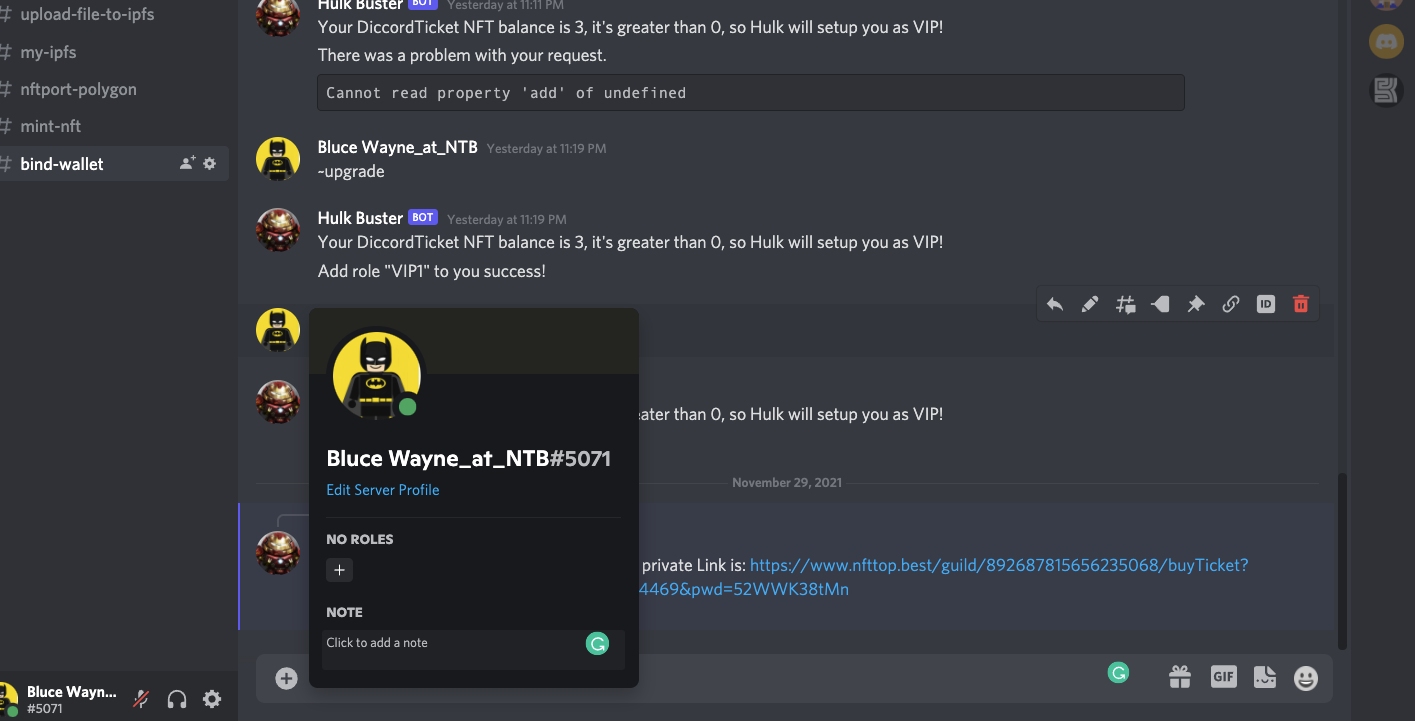 # upload-file-to-ipfs
# my-ipfs
# nftport-polygon
# mint-nft
# bind-wallet
Hulk Buster BOT Yesterday at 11:11 PM
Your DiccordTicket NFT balance is 3, it's greater than 0, so Hulk will setup you as VIP!
There was a problem with your request.
Cannot read property 'add' of undefined
Bluce Wayne_at_NTB Yesterday at 11:19 PM
~upgrade
Hulk Buster BOT Yesterday at 11:19 PM
Your DiccordTicket NFT balance is 3, it's greater than 0, so Hulk will setup you as VIP!
Add role "VIP1" to you success!
ID
eater than 0, so Hulk will setup you as VIP!
November 29, 2021
private Link is: https://www.nfttop.best/guild/892687815656235068/buyTicket?
4469&pwd=52WWK38tMn
Bluce Wayne_at_NTB#5071
Edit Server Profile
NO ROLES
+
NOTE
Click to add a note
GIF
Bluce Wayn...
#5071